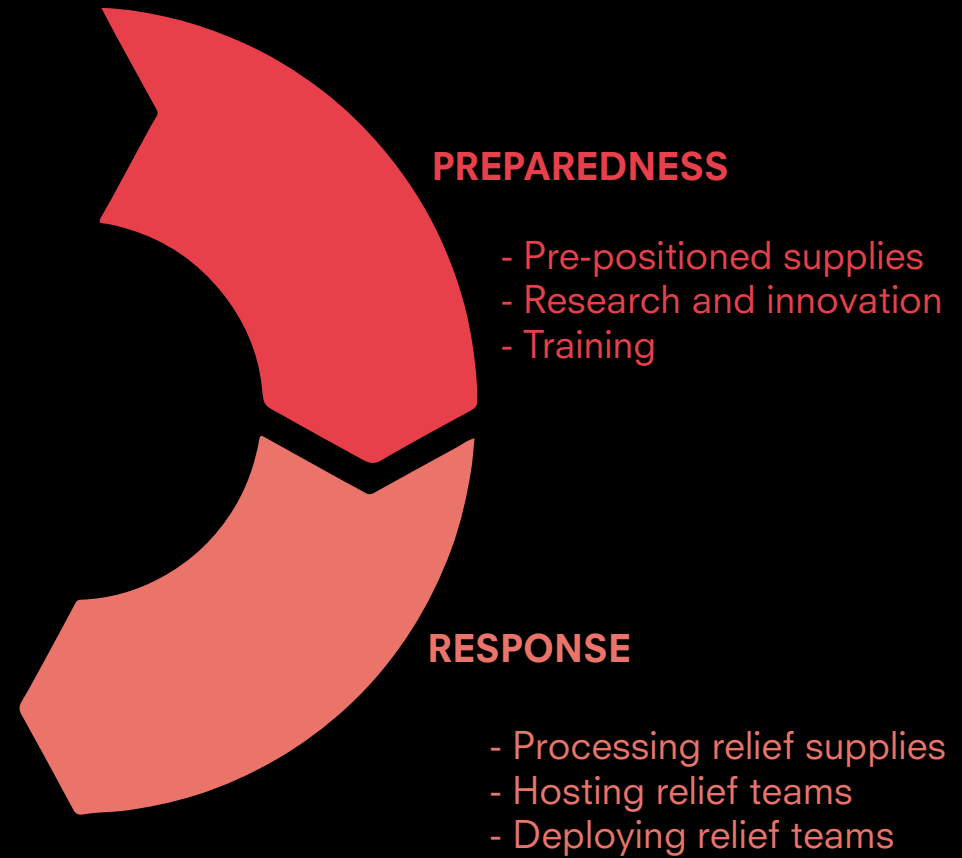 PREPAREDNESS
- Pre-positioned supplies
- Research and innovation
- Training
RESPONSE
- Processing relief supplies
- Hosting relief teams
- Deploying relief teams